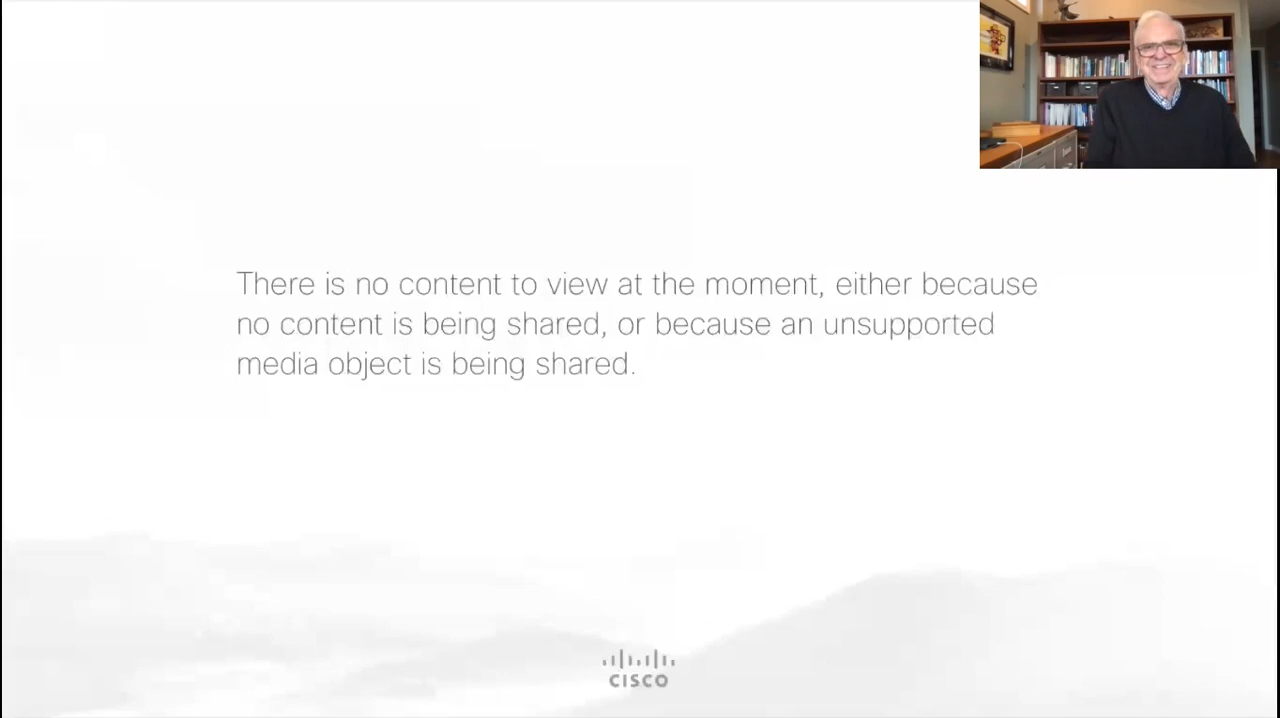 There is no content to view at the moment, either because
no content is being shared, or because an unsupported
media object is being shared.
CISCO